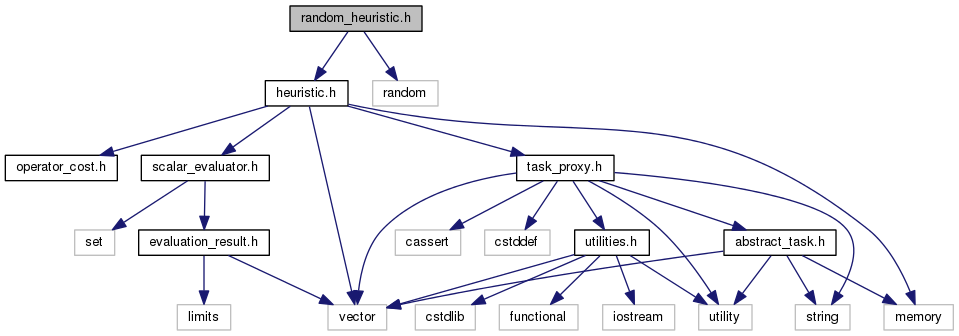 random_heuristic.h
heuristic.h
random
operator_cost.h
scalar_evaluator.h
task_proxy.h
set
evaluation_result.h
cassert
cstddef
utilities.h
abstract_task.h
limits
vector
cstdlib
functional
iostream
utility
string
memory